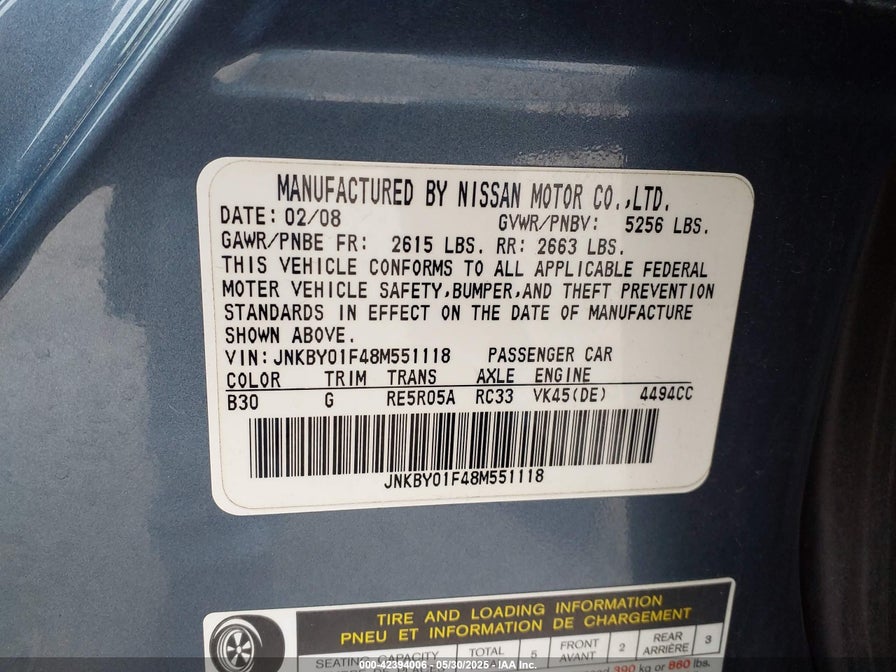 MANUFACTURED BY NISSAN MOTOR CO.,LTD.
DATE: 02/08 GVWR/PNBV: 5256 LBS.
GAWR/PNBE FR: 2615 LBS. RR: 2663 LBS.
THIS VEHICLE CONFORMS TO ALL APPLICABLE FEDERAL
MOTER VEHICLE SAFETY,BUMPER,AND THEFT PREVENTION
STANDARDS IN EFFECT ON THE DATE OF MANUFACTURE
SHOWN ABOVE.
VIN: JNKBY01F48M551118 PASSENGER CAR
COLOR TRIM TRANS AXLE ENGINE
B30 G RE5R05A RC33 VK45(DE) 4494CC
JNKBY01F48M551118
TIRE AND LOADING INFORMATION
PNEU ET INFORMATION DE CHARGEMENT
SEATING CAPACITY TOTAL 5 FRONT AVANT 2 REAR ARRIÈRE 3
390 kg or 860 lbs.
000-42394006 - 05/30/2025 - IAA Inc.